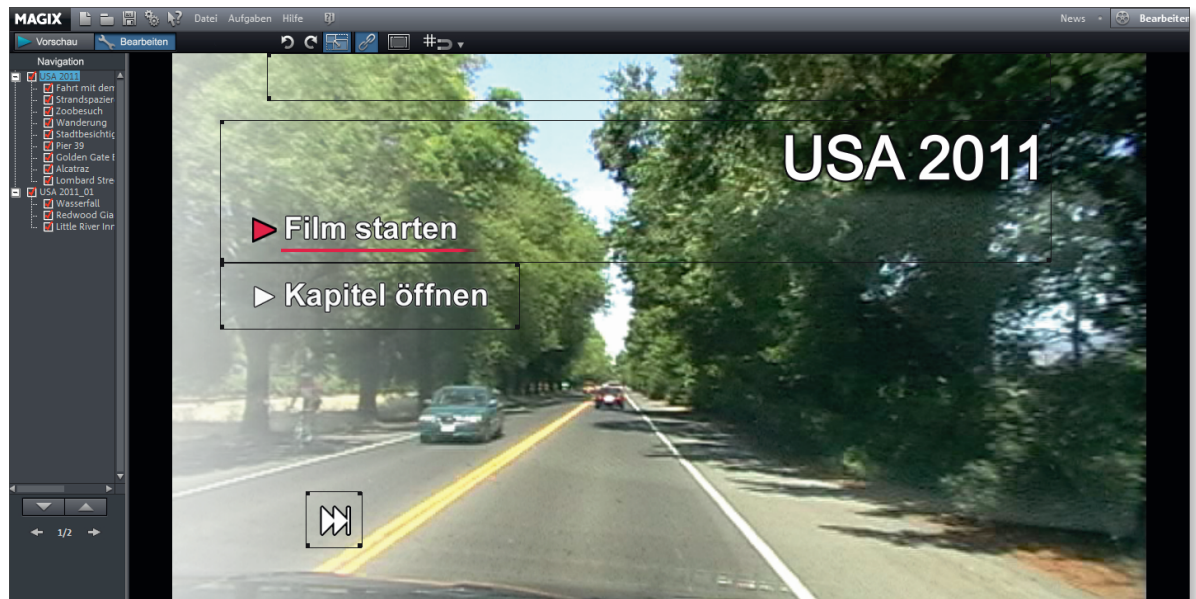 MAGIX Datei Aufgaben Hilfe News Bearbeiten
Vorschau Bearbeiten
Navigation
USA 2011
Fahrt mit den
Strandspazier
Zoobesuch
Wanderung
Stadtbesichtig
Pier 39
Golden Gate B
Alcatraz
Lombard Stre
USA 2011_01
Wasserfall
Redwood Gia
Little River Inn
1/2
USA 2011
Film starten
Kapitel öffnen